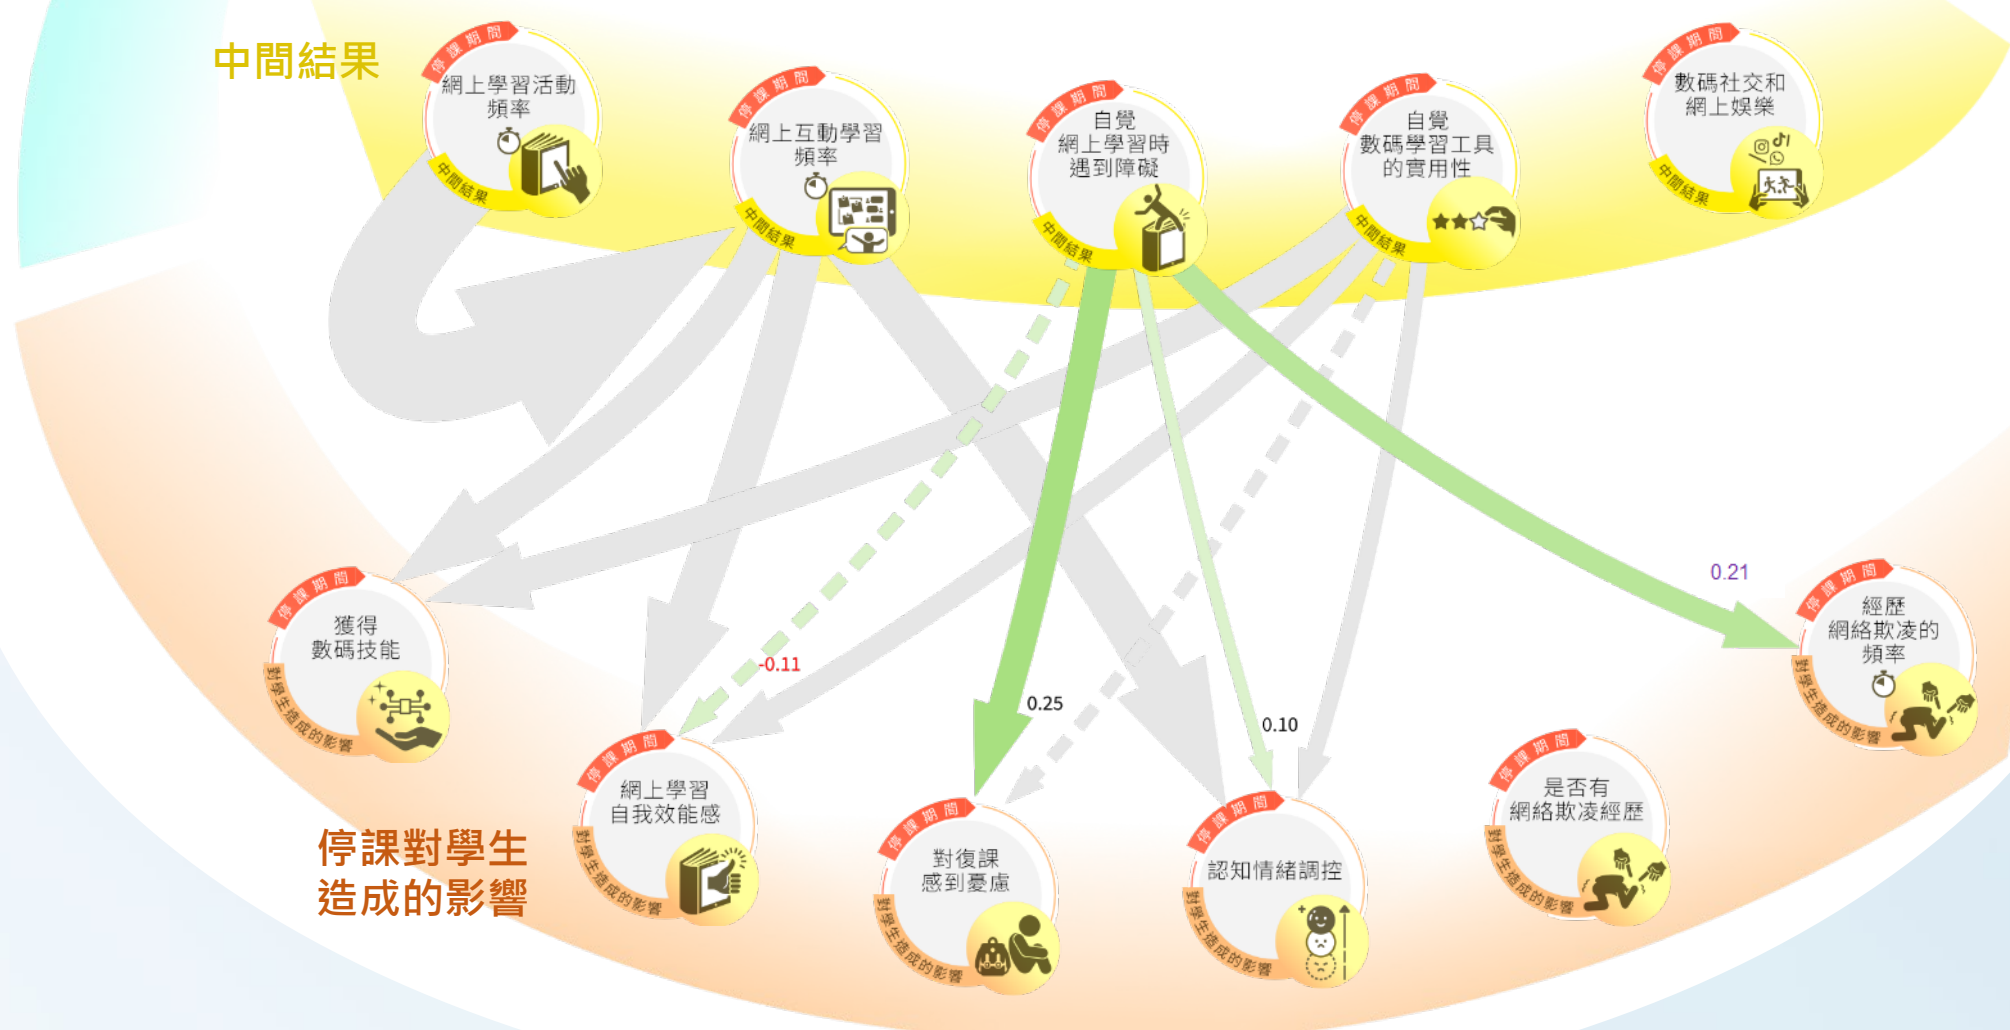 中間結果
停課期間
網上學習活動
頻率
中間結果
停課期間
網上互動學習
頻率
中間結果
停課期間
自覺
網上學習時
遇到障礙
中間結果
停課期間
自覺
數碼學習工具
的實用性
中間結果
停課期間
數碼社交和
網上娛樂
中間結果
停課期間
獲得
數碼技能
對學生造成的影響
-0.11
停課期間
網上學習
自我效能感
對學生造成的影響
0.25
停課期間
對復課
感到憂慮
對學生造成的影響
0.10
停課期間
認知情緒調控
對學生造成的影響
停課期間
是否有
網絡欺凌經歷
對學生造成的影響
0.21
停課期間
經歷
網絡欺凌的
頻率
對學生造成的影響
停課對學生
造成的影響